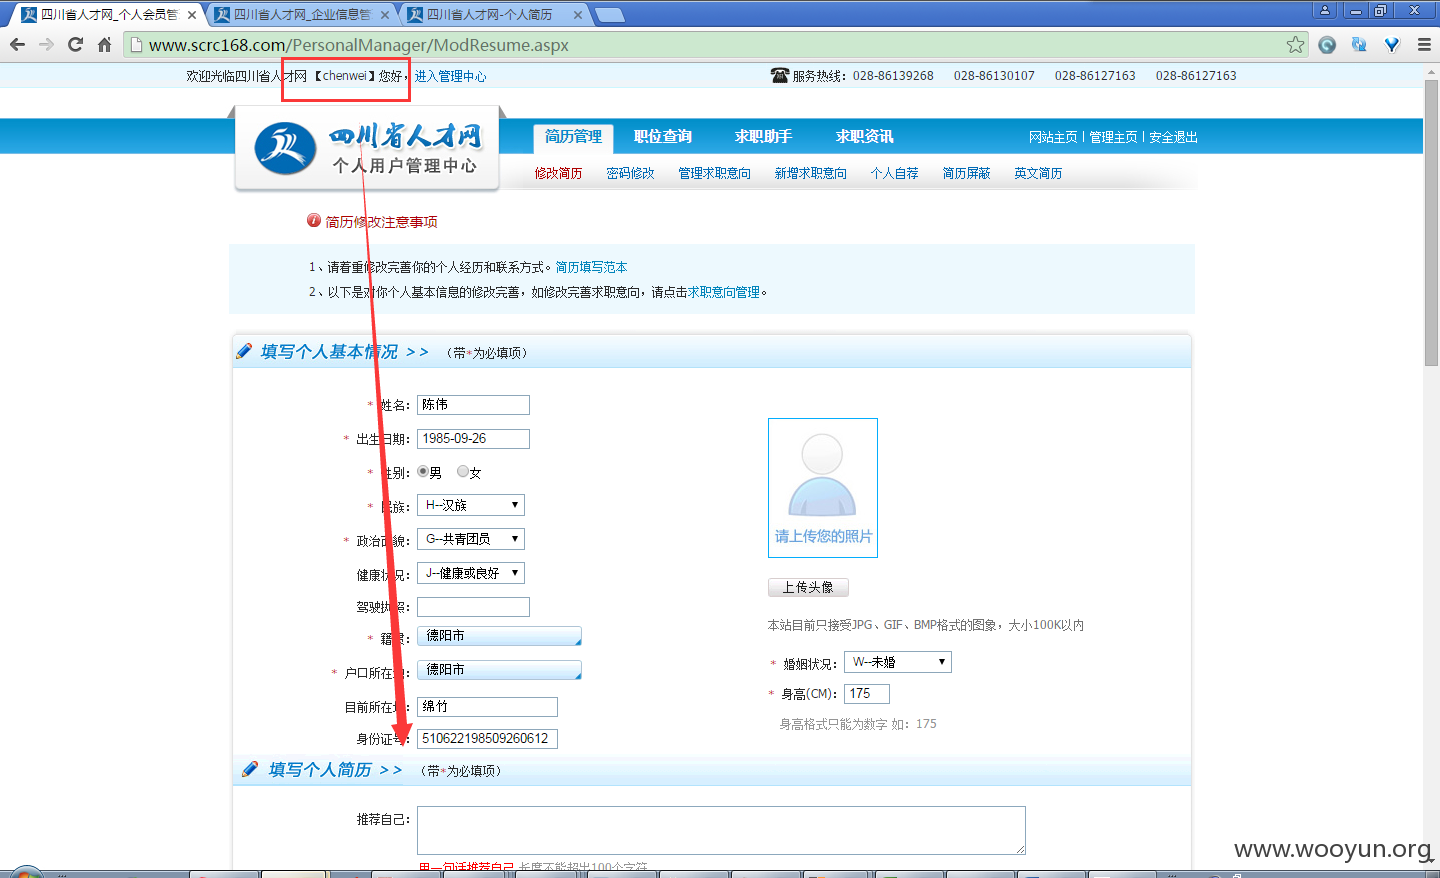 四川省人才网_个人会员管
四川省人才网_企业信息管
四川省人才网-个人简历
www.scrc168.com/PersonalManager/ModResume.aspx
欢迎光临四川省人才网 【chenwei】您好，进入管理中心
服务热线：028-86139268 028-86130107 028-86127163 028-86127163
四川省人才网
个人用户管理中心
简历管理 职位查询 求职助手 求职资讯
网站主页 | 管理主页 | 安全退出
修改简历 密码修改 管理求职意向 新增求职意向 个人自荐 简历屏蔽 英文简历
简历修改注意事项
1、请着重修改完善你的个人经历和联系方式。简历填写范本
2、以下是对你个人基本信息的修改完善，如修改完善求职意向，请点击求职意向管理。
填写个人基本情况 >> （带*为必填项）
* 姓名： 陈伟
* 出生日期： 1985-09-26
* 性别： 男 女
* 民族： H--汉族
* 政治面貌： G--共青团员
健康状况： J--健康或良好
驾驶执照：
* 籍贯： 德阳市
* 户口所在地： 德阳市
目前所在地： 绵竹
身份证号： 510622198509260612
请上传您的照片
上传头像
本站目前只接受JPG、GIF、BMP格式的图象，大小100K以内
* 婚姻状况： W--未婚
* 身高(CM)： 175
身高格式只能为数字 如：175
填写个人简历 >> （带*为必填项）
推荐自己：
用一句话推荐自己 长度不能超出100个字符
www.wooyun.org